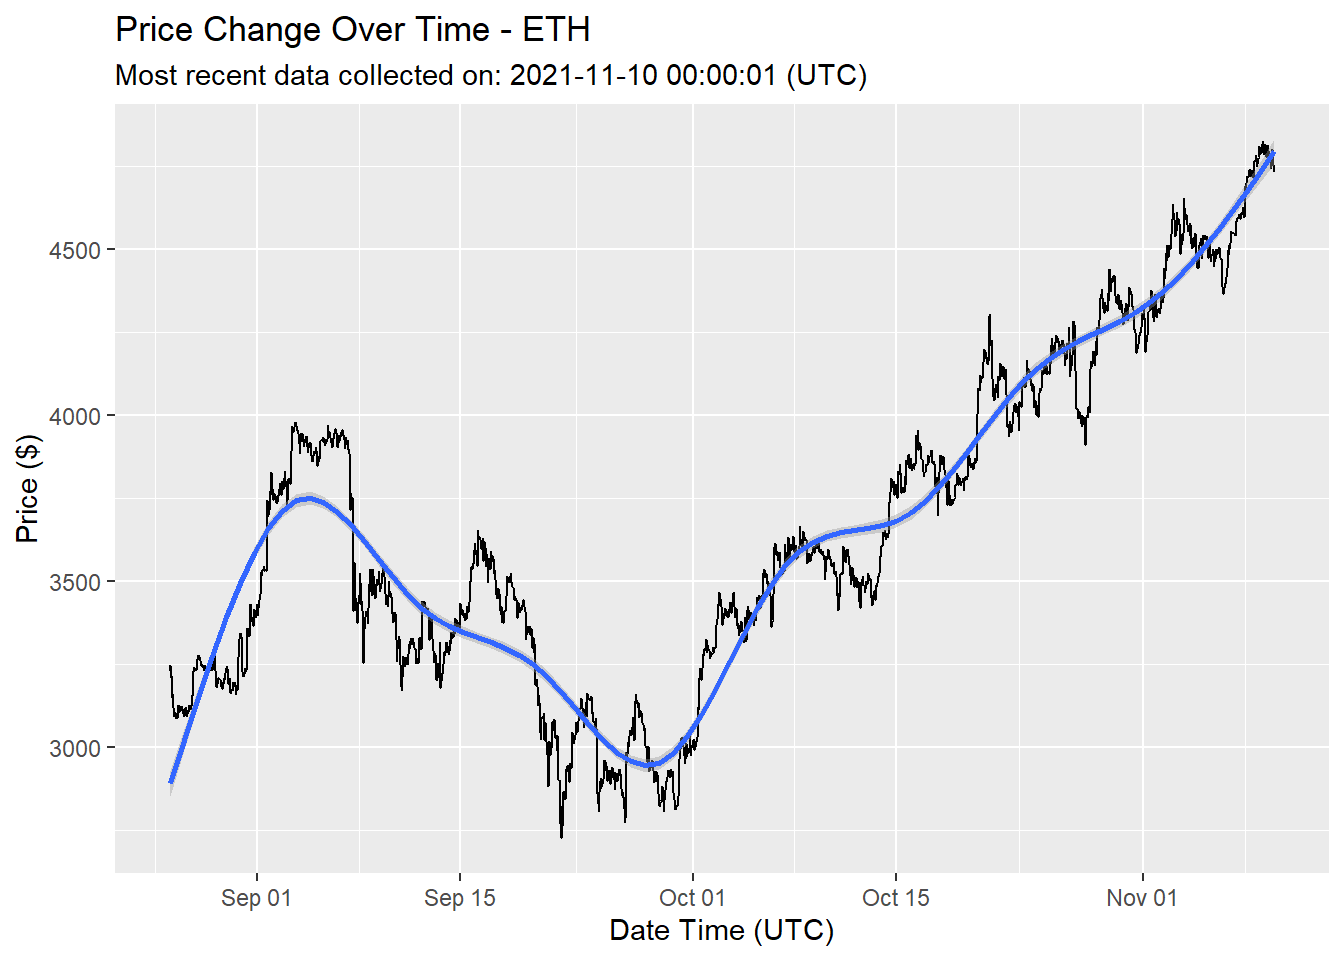 Price Change Over Time - ETH
Most recent data collected on: 2021-11-10 00:00:01 (UTC)
Price ($)
4500
4000
3500
3000
Sep 01
Sep 15
Oct 01
Oct 15
Nov 01
Date Time (UTC)